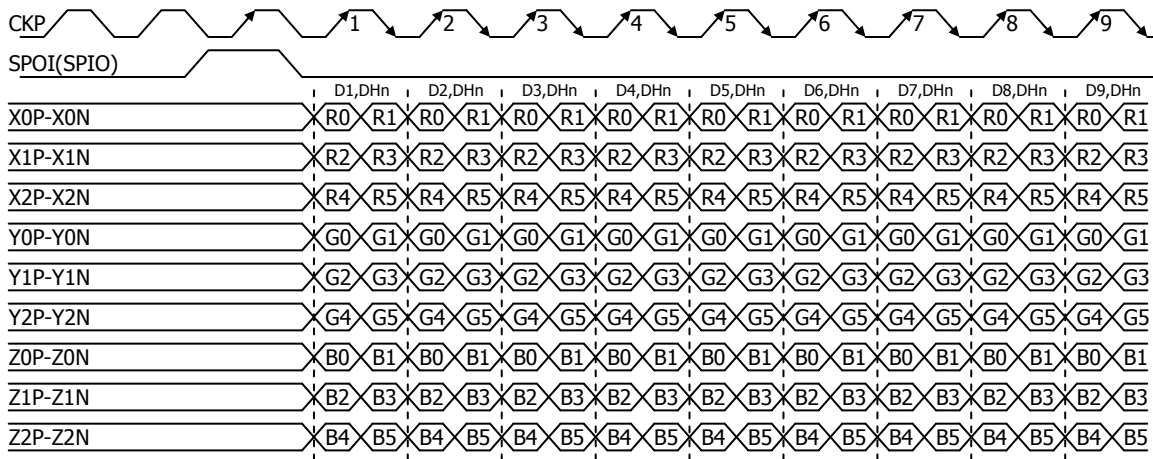 CKP 1 2 3 4 5 6 7 8 9
SPOI(SPIO)
D1,DHn D2,DHn D3,DHn D4,DHn D5,DHn D6,DHn D7,DHn D8,DHn D9,DHn
X0P-X0N R0 R1 R0 R1 R0 R1 R0 R1 R0 R1 R0 R1 R0 R1 R0 R1 R0 R1
X1P-X1N R2 R3 R2 R3 R2 R3 R2 R3 R2 R3 R2 R3 R2 R3 R2 R3 R2 R3
X2P-X2N R4 R5 R4 R5 R4 R5 R4 R5 R4 R5 R4 R5 R4 R5 R4 R5 R4 R5
Y0P-Y0N G0 G1 G0 G1 G0 G1 G0 G1 G0 G1 G0 G1 G0 G1 G0 G1 G0 G1
Y1P-Y1N G2 G3 G2 G3 G2 G3 G2 G3 G2 G3 G2 G3 G2 G3 G2 G3 G2 G3
Y2P-Y2N G4 G5 G4 G5 G4 G5 G4 G5 G4 G5 G4 G5 G4 G5 G4 G5 G4 G5
Z0P-Z0N B0 B1 B0 B1 B0 B1 B0 B1 B0 B1 B0 B1 B0 B1 B0 B1 B0 B1
Z1P-Z1N B2 B3 B2 B3 B2 B3 B2 B3 B2 B3 B2 B3 B2 B3 B2 B3 B2 B3
Z2P-Z2N B4 B5 B4 B5 B4 B5 B4 B5 B4 B5 B4 B5 B4 B5 B4 B5 B4 B5